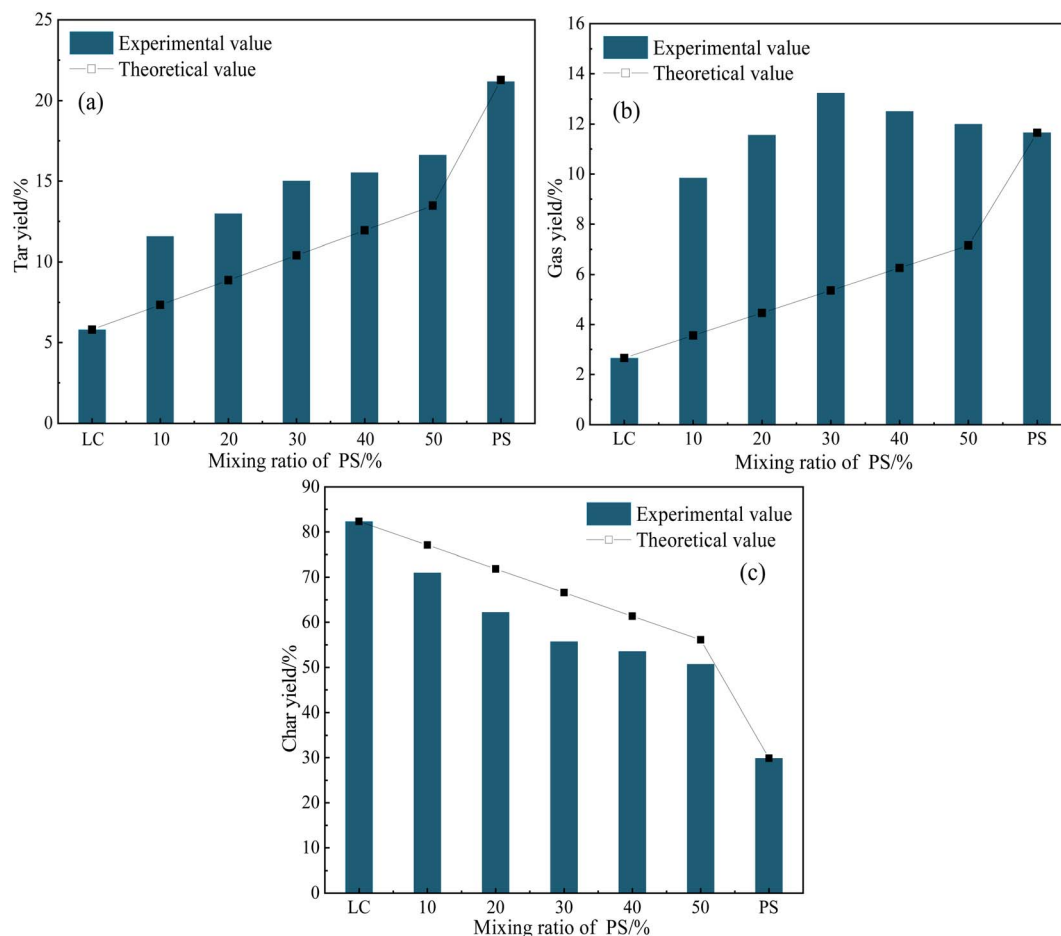 25
20
15
10
5
0
Tar yield/%
Experimental value
Theoretical value
(a)
LC 10 20 30 40 50 PS
Mixing ratio of PS/%
16
14
12
10
8
6
4
2
0
Gas yield/%
Experimental value
Theoretical value
(b)
LC 10 20 30 40 50 PS
Mixing ratio of PS/%
90
80
70
60
50
40
30
20
10
0
Char yield/%
Experimental value
Theoretical value
(c)
LC 10 20 30 40 50 PS
Mixing ratio of PS/%